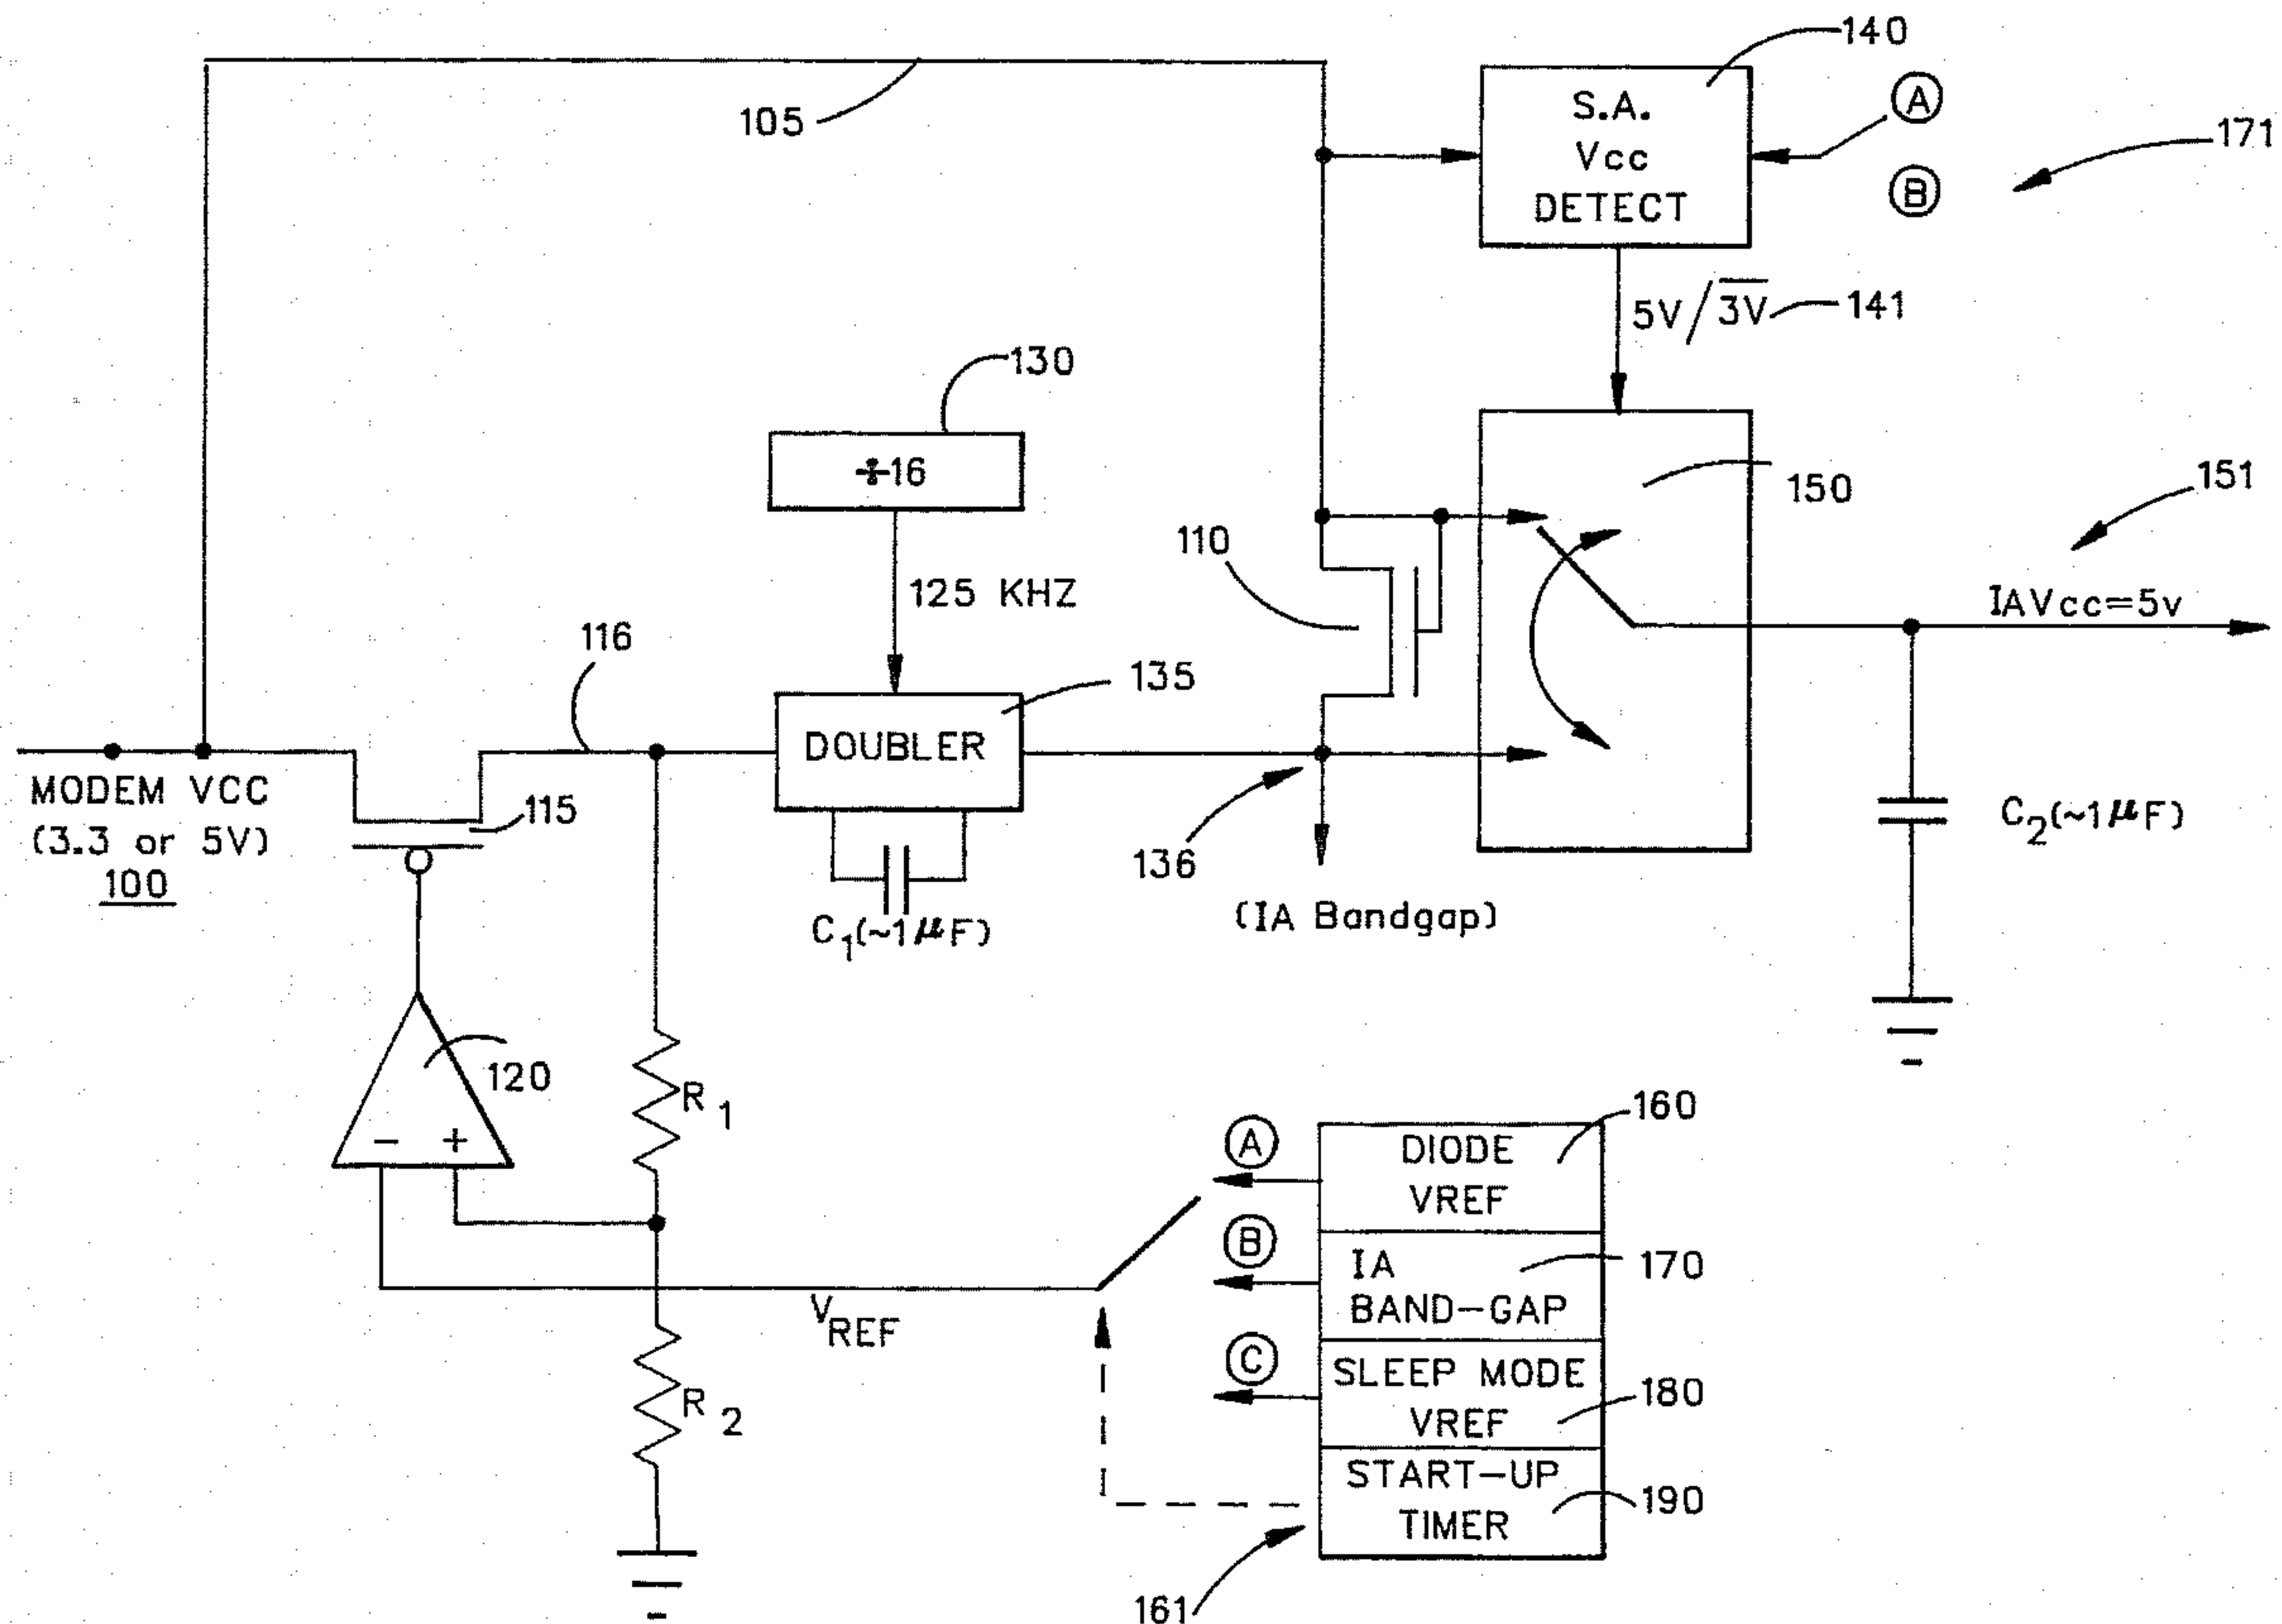 140
S.A.
Vcc
DETECT
A
B
171
105
5V/3V
141
130
÷16
125 KHZ
110
150
151
IAVcc=5v
116
135
DOUBLER
MODEM VCC
(3.3 or 5V)
100
115
136
C1(~1μF)
(IA Bandgap)
C2(~1μF)
120
- +
R1
VREF
R2
A
B
C
DIODE
VREF
160
IA
BAND-GAP
170
SLEEP MODE
VREF
180
START-UP
TIMER
190
161